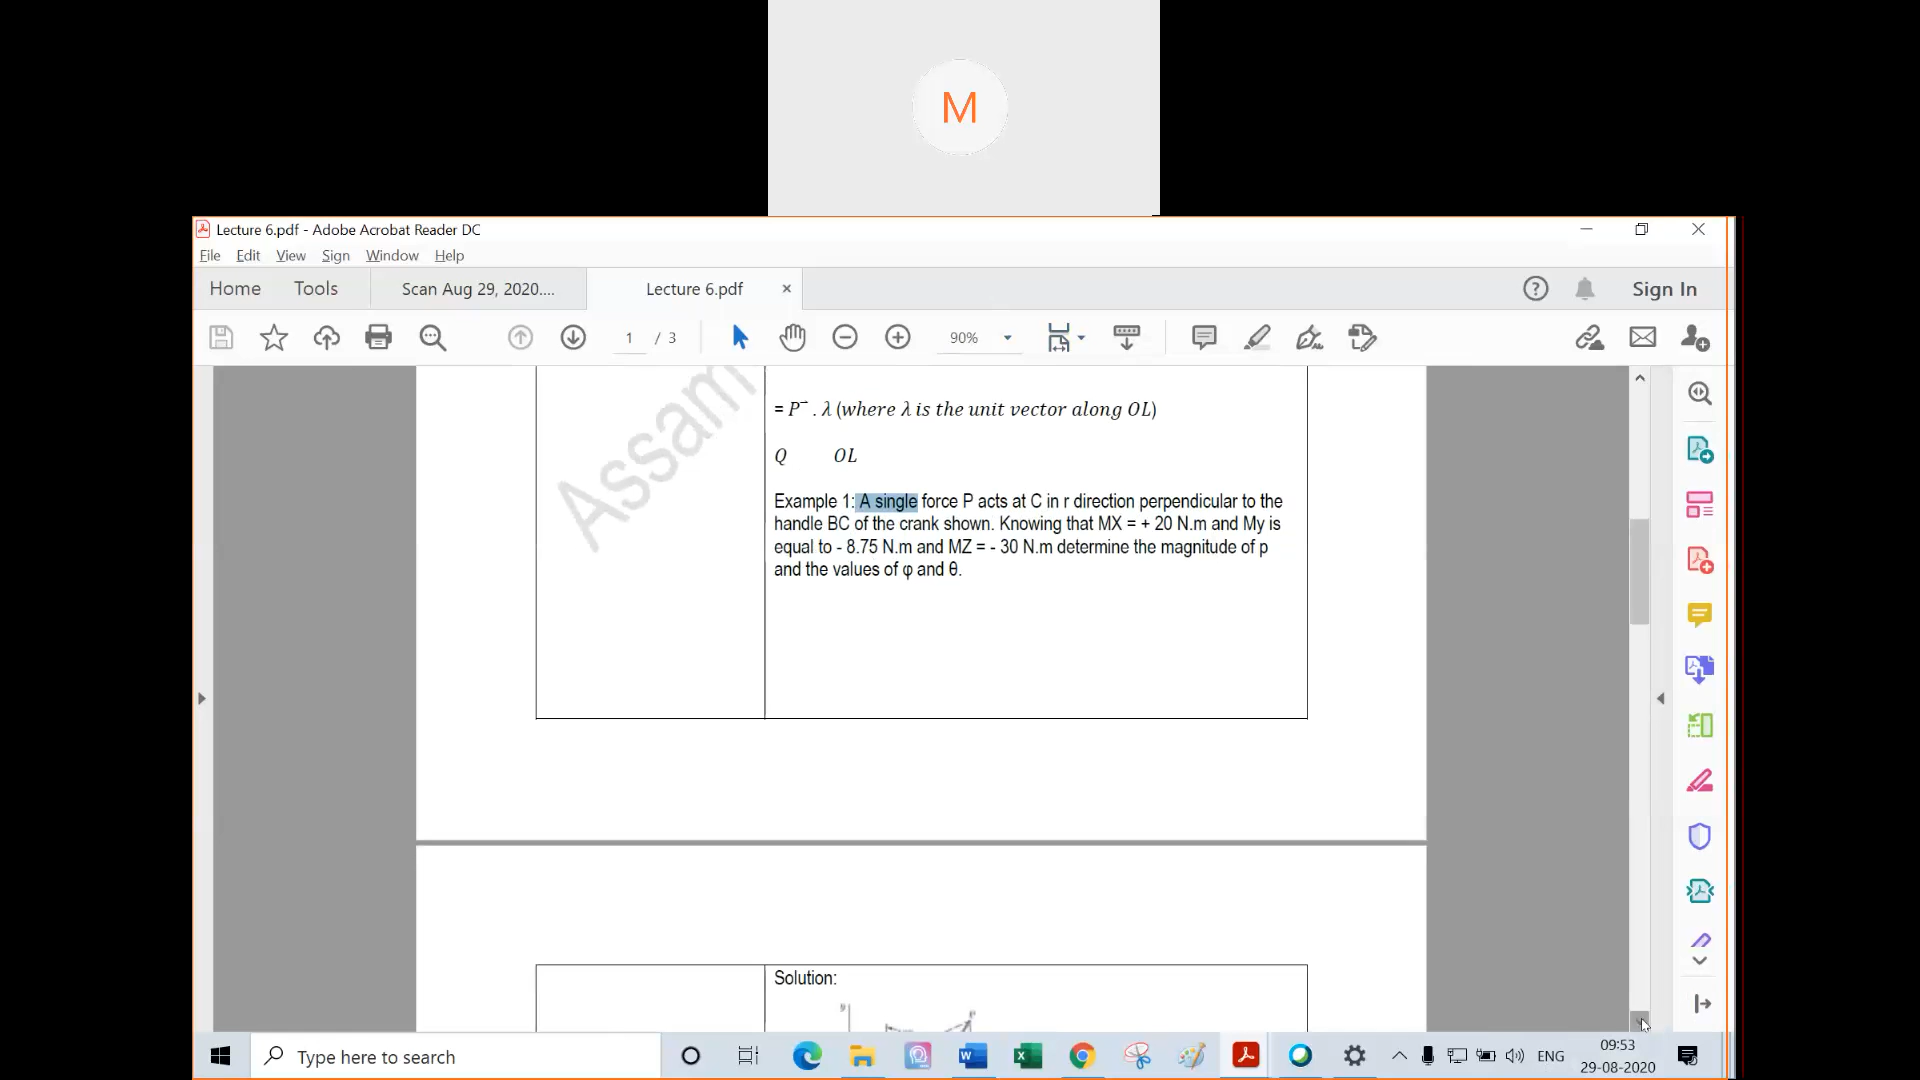 M
Lecture 6.pdf - Adobe Acrobat Reader DC
File Edit View Sign Window Help
Home Tools Scan Aug 29, 2020.... Lecture 6.pdf × Sign In
1 / 3 90%
Assam
= P⃗ . λ (where λ is the unit vector along OL)
Q OL
Example 1: A single force P acts at C in r direction perpendicular to the
handle BC of the crank shown. Knowing that MX = + 20 N.m and My is
equal to - 8.75 N.m and MZ = - 30 N.m determine the magnitude of p
and the values of φ and θ.
Solution:
Type here to search
ENG
09:53
29-08-2020